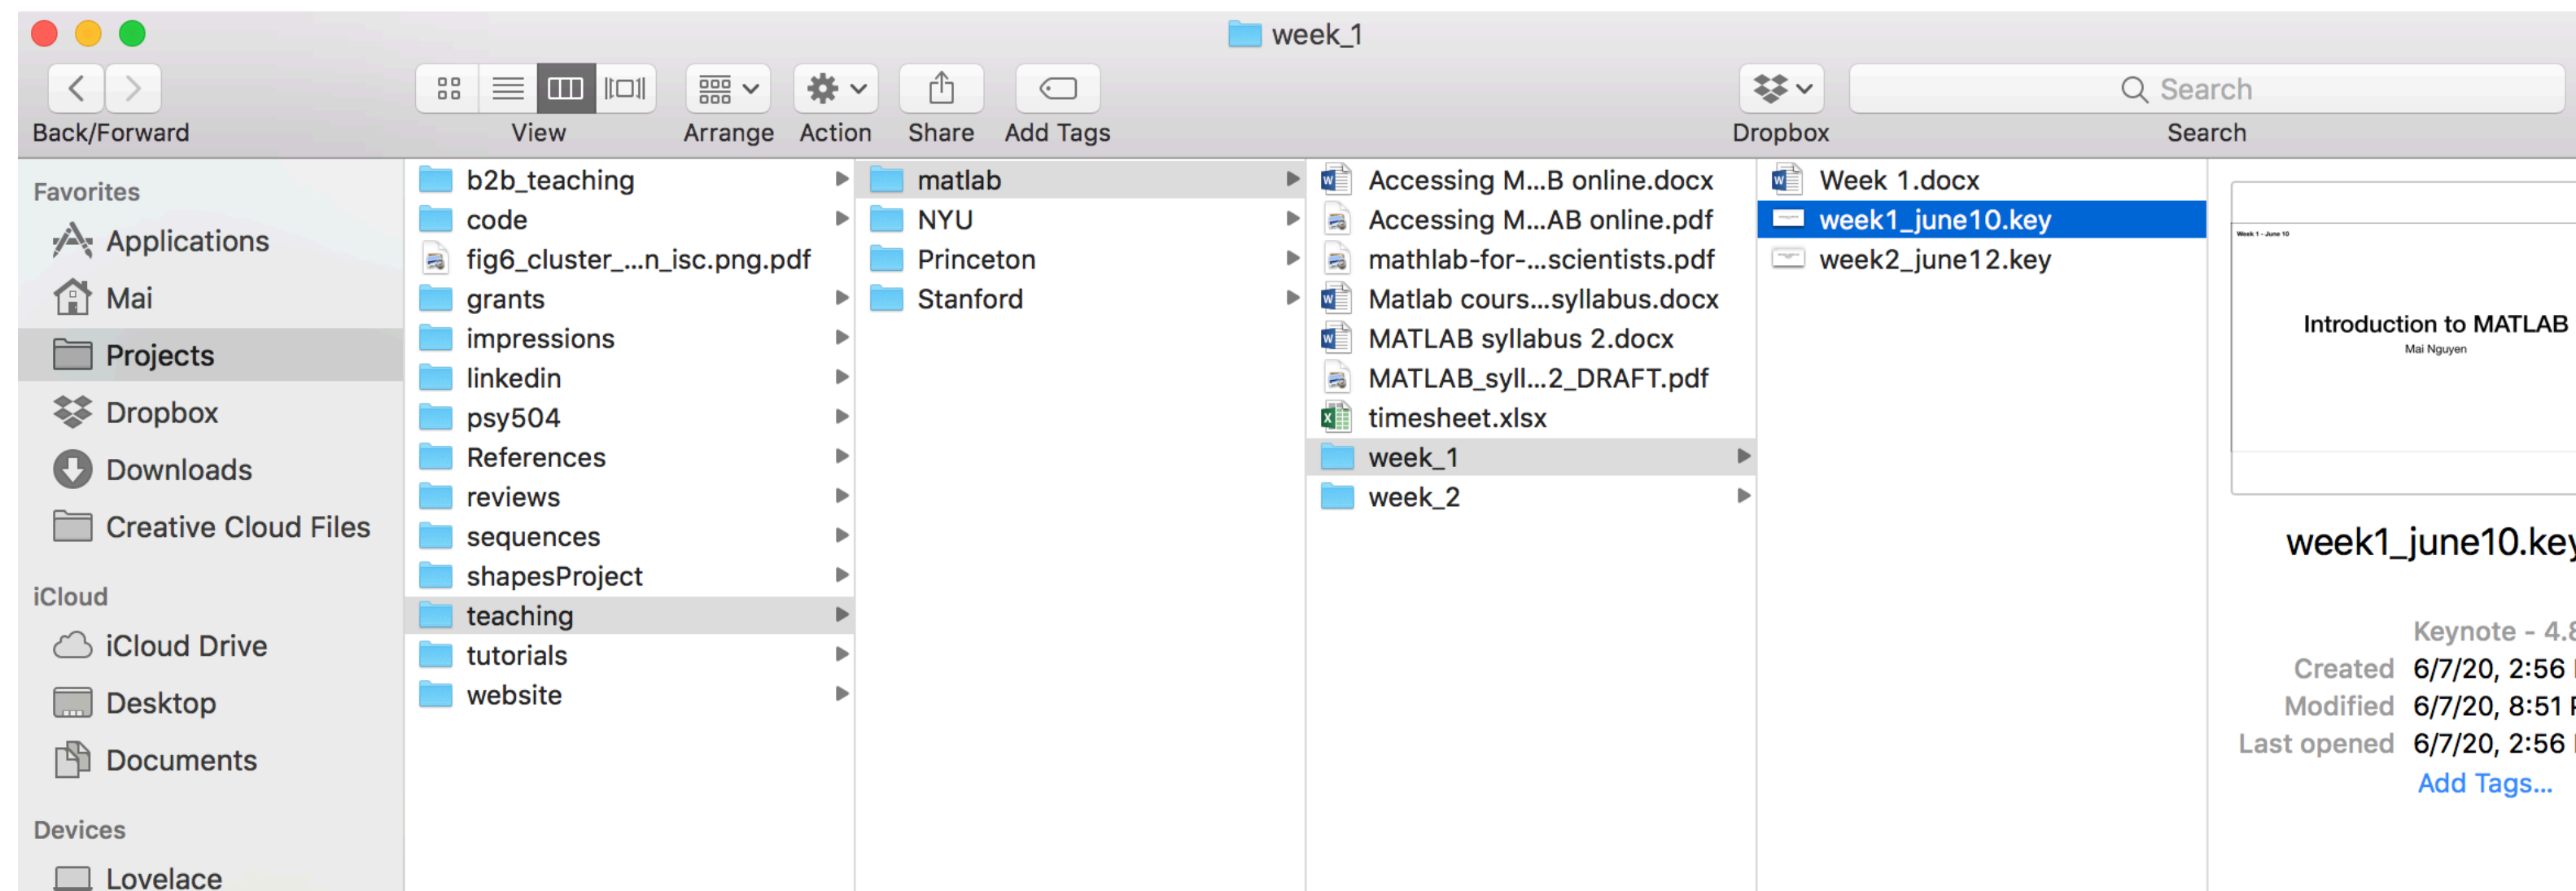 week_1
Search
Back/Forward
View
Arrange
Action
Share
Add Tags
Dropbox
Search
Favorites
Applications
Mai
Projects
Dropbox
Downloads
Creative Cloud Files
iCloud
iCloud Drive
Desktop
Documents
Devices
Lovelace
b2b_teaching
code
fig6_cluster_...n_isc.png.pdf
grants
impressions
linkedin
psy504
References
reviews
sequences
shapesProject
teaching
tutorials
website
matlab
NYU
Princeton
Stanford
Accessing M...B online.docx
Accessing M...AB online.pdf
mathlab-for-...scientists.pdf
Matlab cours...syllabus.docx
MATLAB syllabus 2.docx
MATLAB_syll...2_DRAFT.pdf
timesheet.xlsx
week_1
week_2
Week 1.docx
week1_june10.key
week2_june12.key
Week 1 - June 10
Introduction to MATLAB
Mai Nguyen
week1_june10.key
Keynote - 4.8
Created 6/7/20, 2:56
Modified 6/7/20, 8:51 P
Last opened 6/7/20, 2:56
Add Tags...